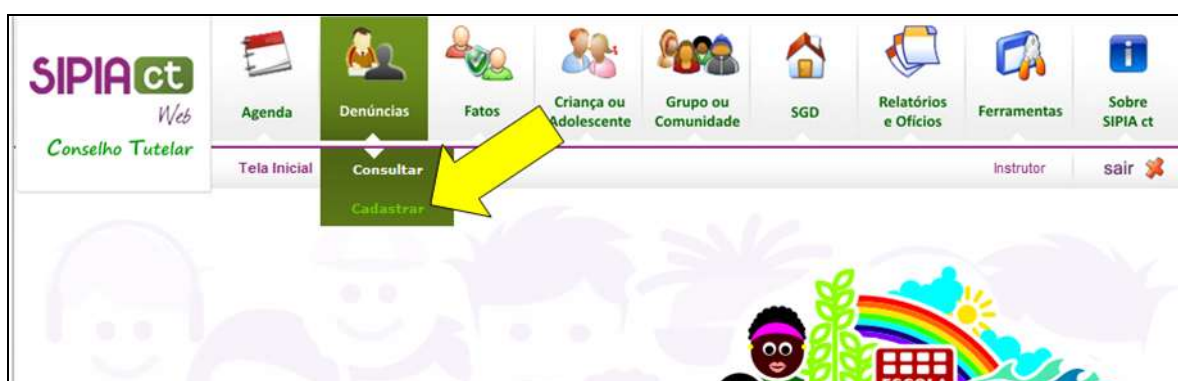 SIPIA ct
Web
Conselho Tutelar
Agenda
Denúncias
Fatos
Criança ou
Adolescente
Grupo ou
Comunidade
SGD
Relatórios
e Ofícios
Ferramentas
Sobre
SIPIA ct
Tela Inicial
Consultar
Cadastrar
Instrutor
sair
ESCOLA